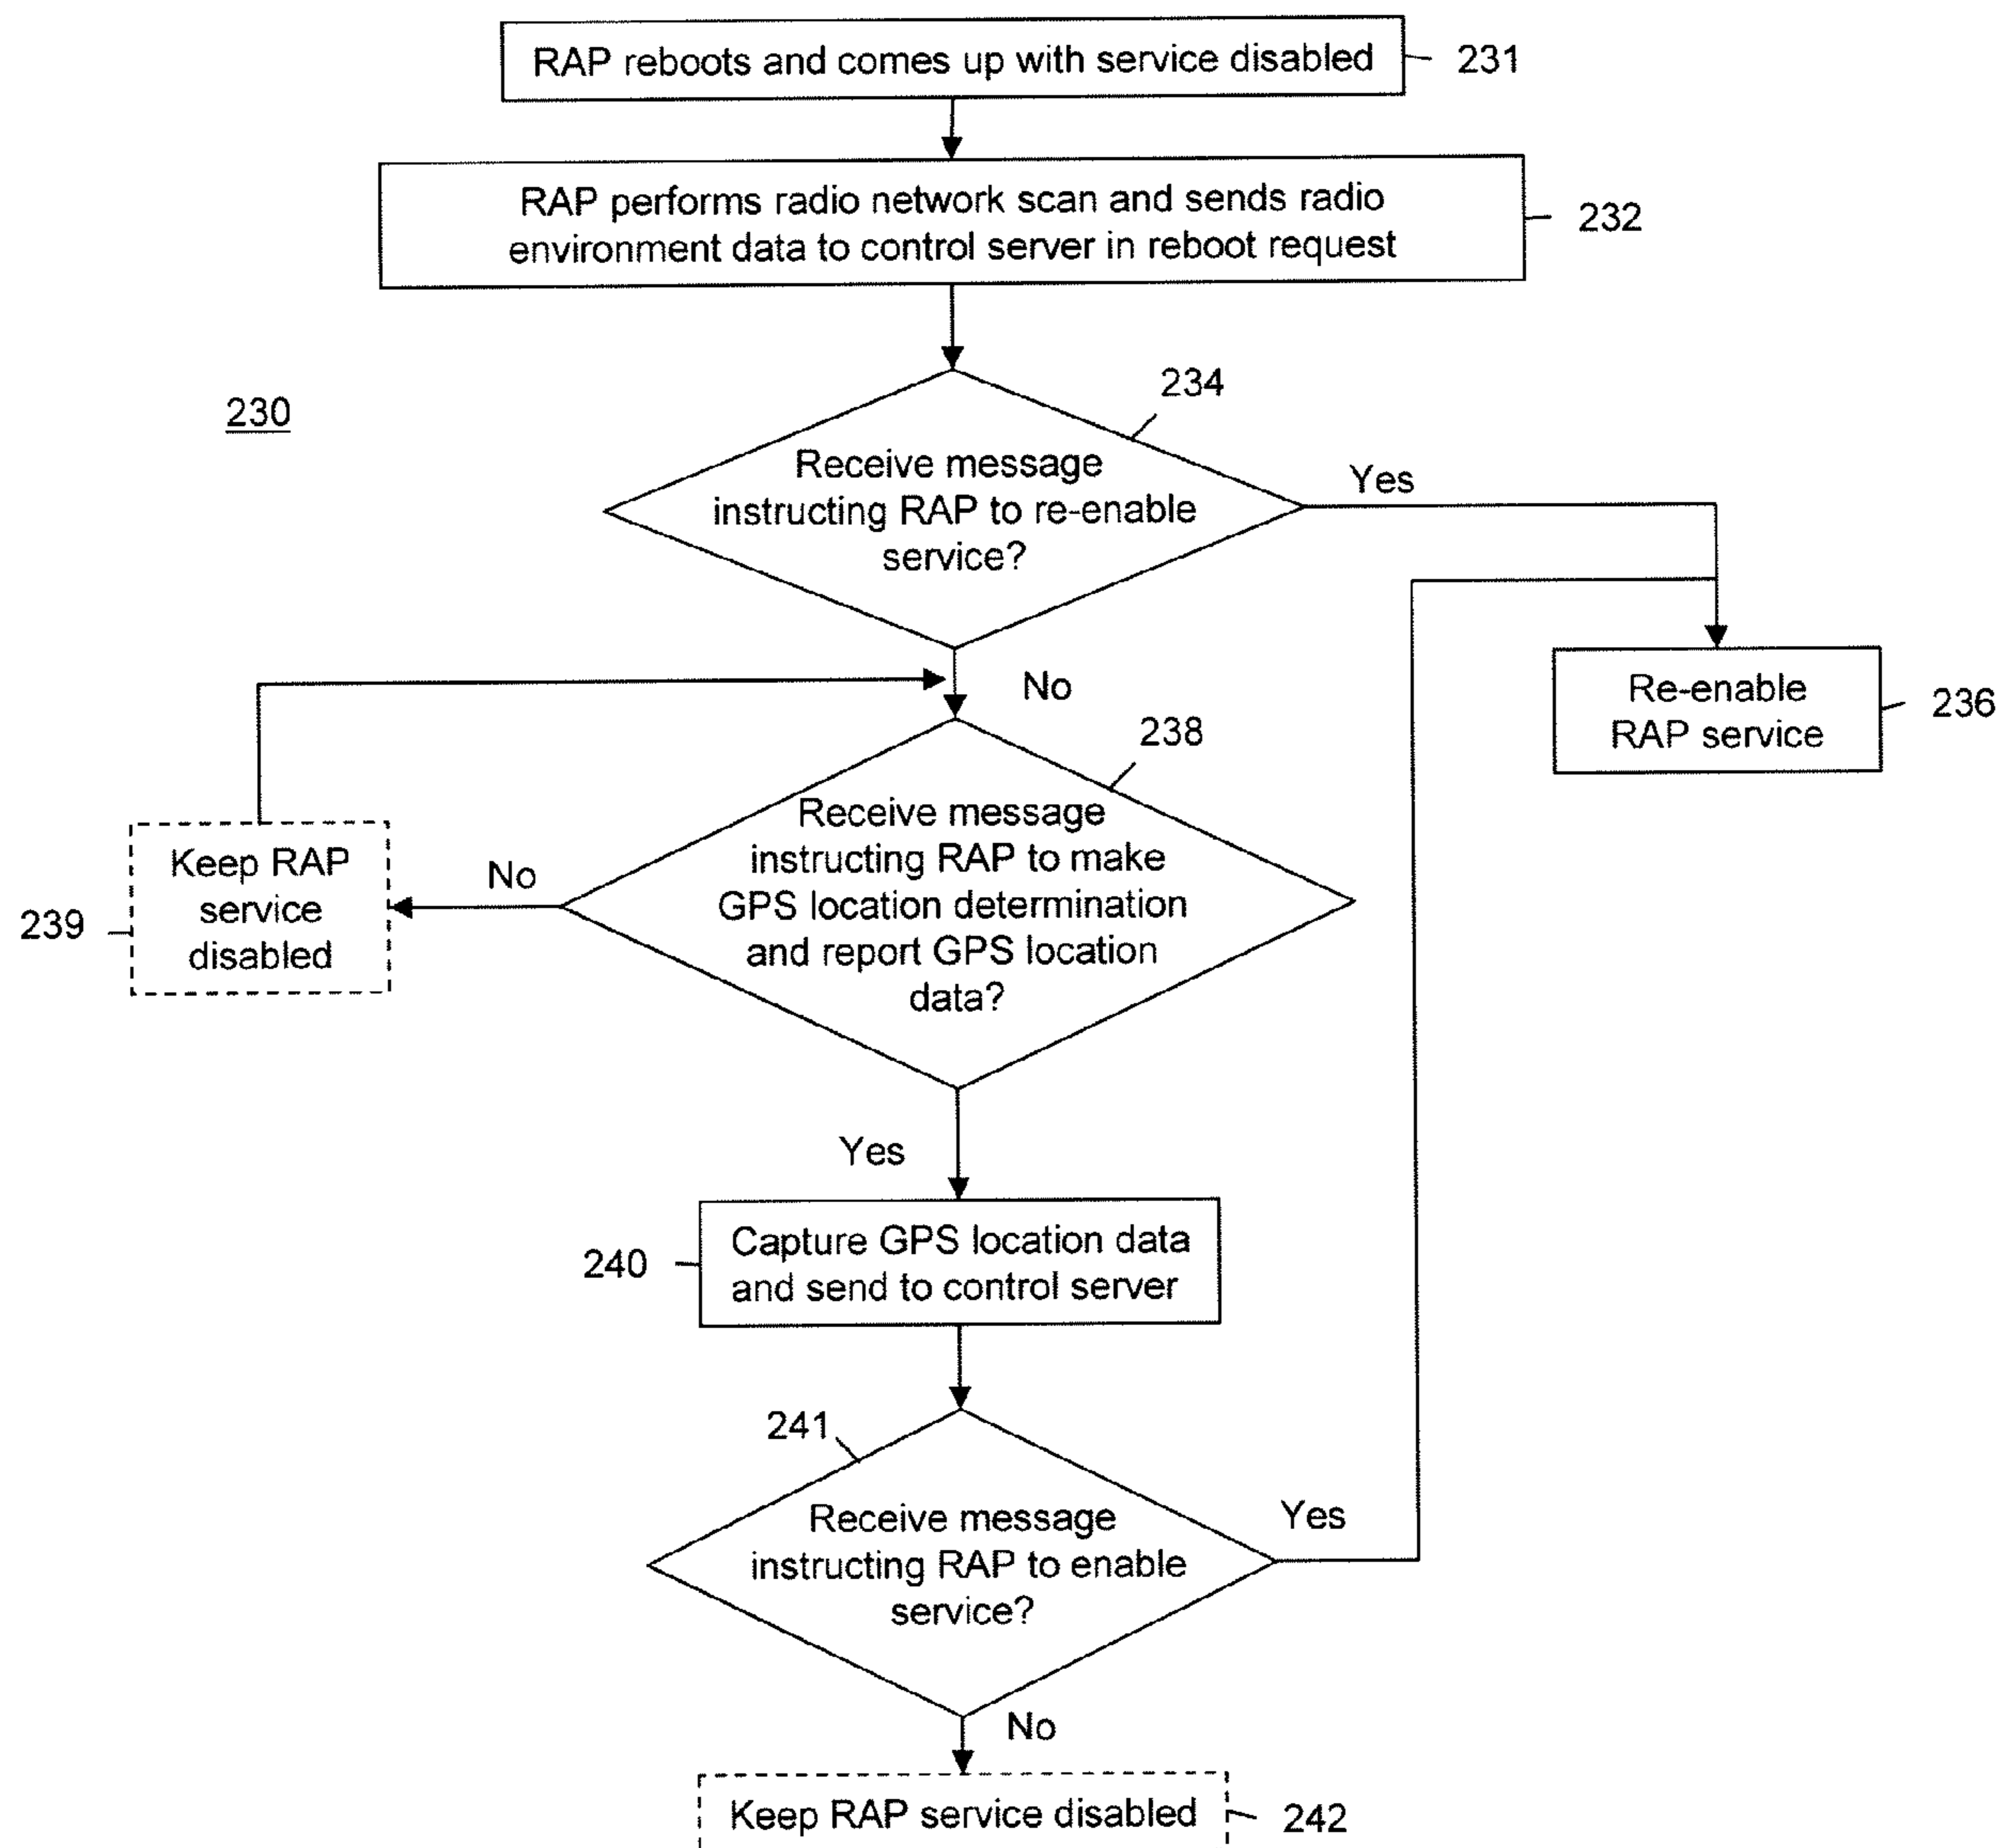 RAP reboots and comes up with service disabled
231
RAP performs radio network scan and sends radio
environment data to control server in reboot request
232
230
234
Receive message
instructing RAP to re-enable
service?
Yes
No
Re-enable
RAP service
236
238
Receive message
instructing RAP to make
GPS location determination
and report GPS location
data?
No
Keep RAP
service
disabled
239
Yes
Capture GPS location data
and send to control server
240
241
Receive message
instructing RAP to enable
service?
Yes
No
Keep RAP service disabled
242